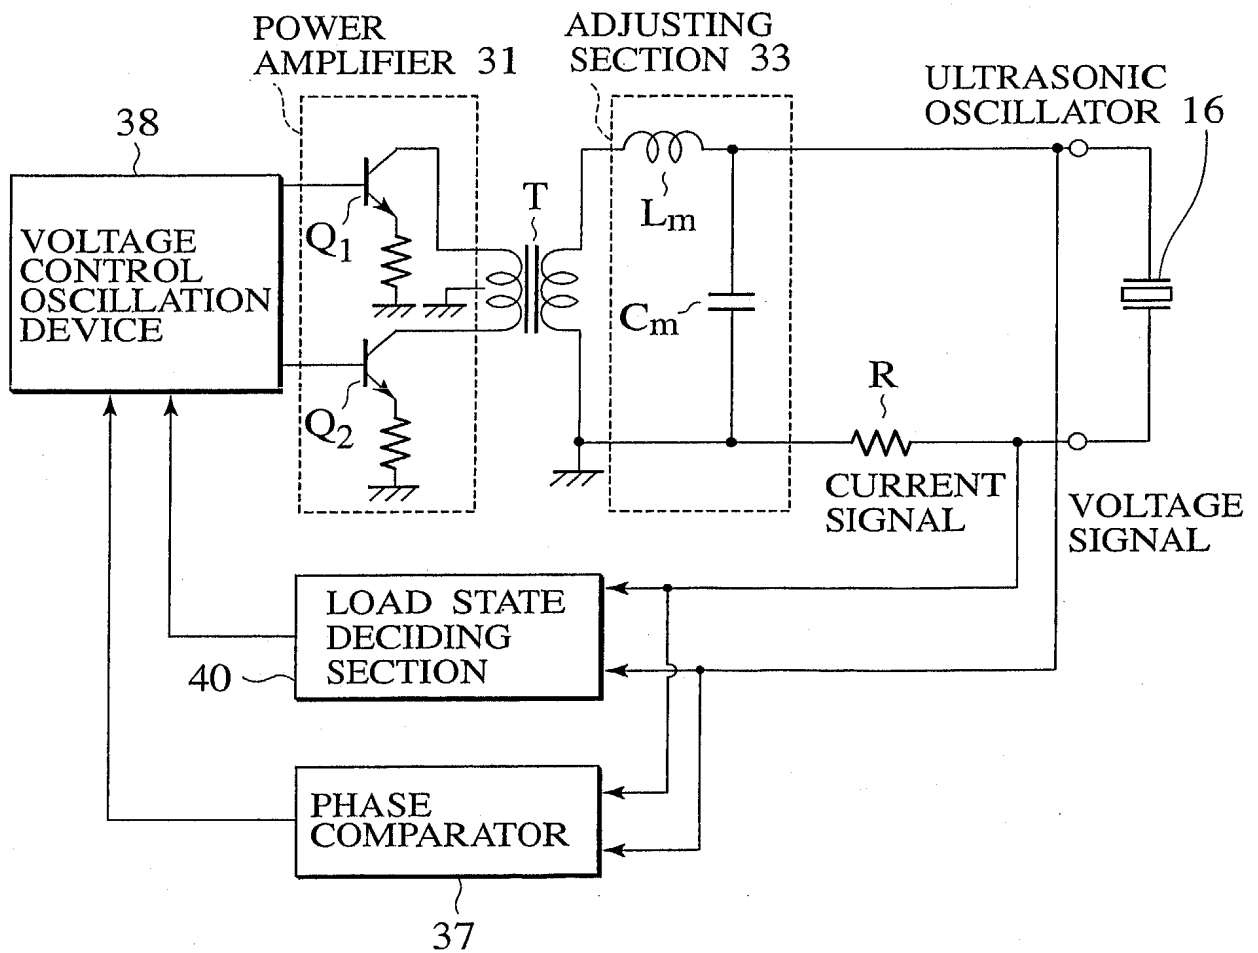 POWER
AMPLIFIER 31
ADJUSTING
SECTION 33
ULTRASONIC
OSCILLATOR 16
38
VOLTAGE
CONTROL
OSCILLATION
DEVICE
Q1
T
Lm
Cm
Q2
R
CURRENT
SIGNAL
VOLTAGE
SIGNAL
LOAD STATE
DECIDING
SECTION
40
PHASE
COMPARATOR
37